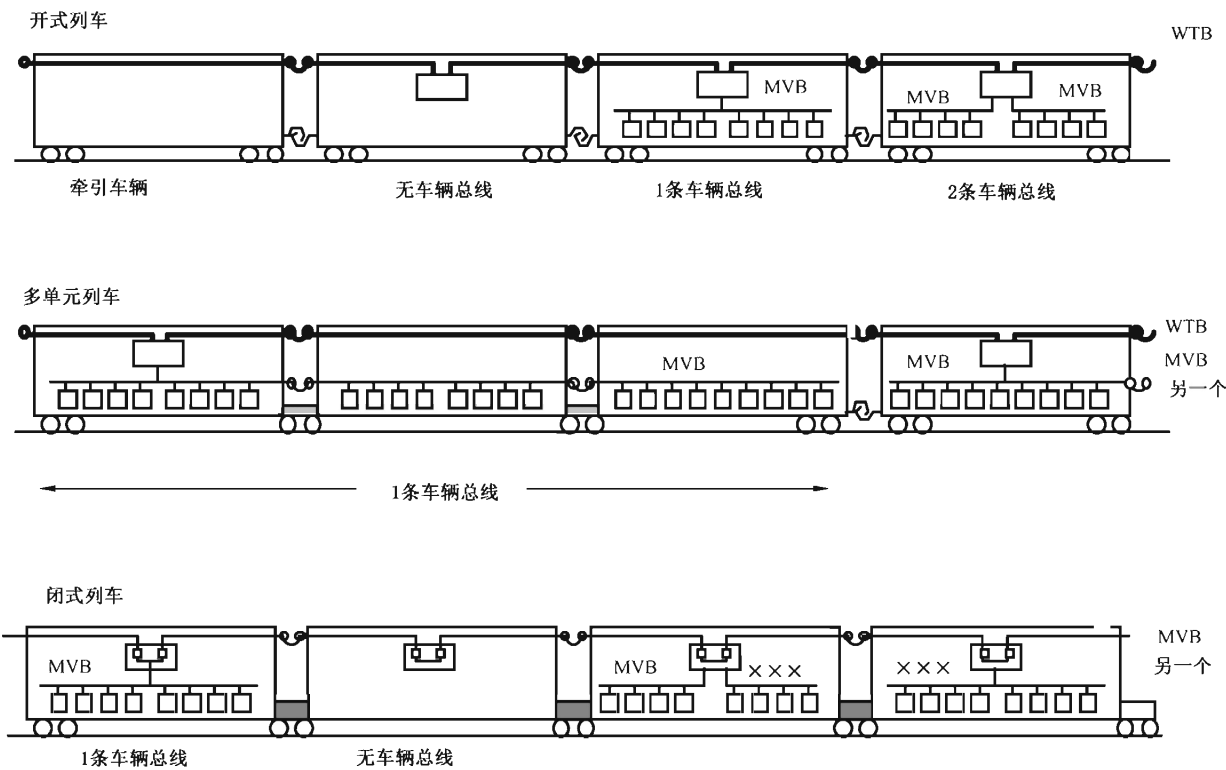 开式列车
WTB
MVB
MVB
MVB
牵引车辆
无车辆总线
1条车辆总线
2条车辆总线
多单元列车
WTB
MVB
MVB
MVB
另一个
1条车辆总线
闭式列车
MVB
MVB
MVB
×××
×××
另一个
1条车辆总线
无车辆总线